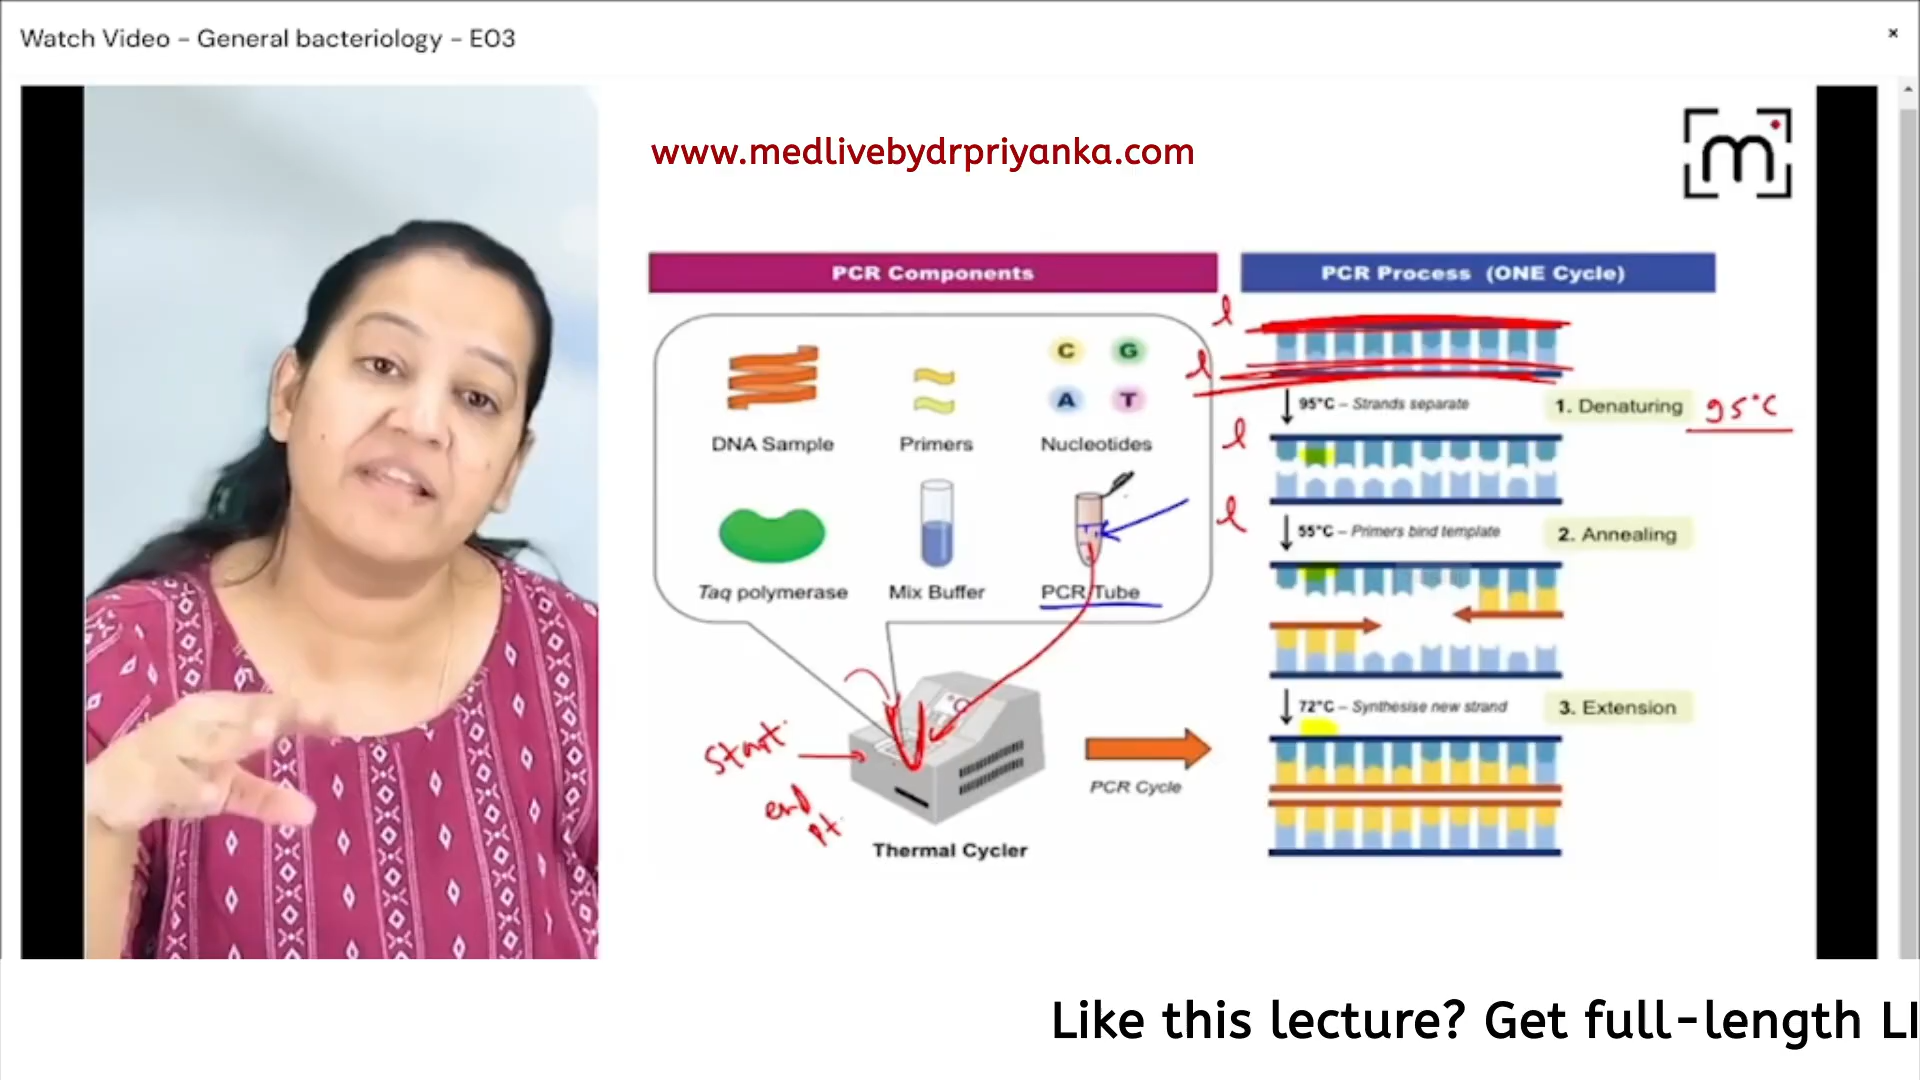 Watch Video - General bacteriology - E03
×
www.medlivebydrpriyanka.com
m
PCR Components
PCR Process (ONE Cycle)
C G
A T
DNA Sample Primers Nucleotides
Taq polymerase Mix Buffer PCR Tube
95°C – Strands separate
1. Denaturing 95°C
55°C – Primers bind template
2. Annealing
72°C – Synthesise new strand
3. Extension
Start
end
pt.
PCR Cycle
Thermal Cycler
Like this lecture? Get full-length LI